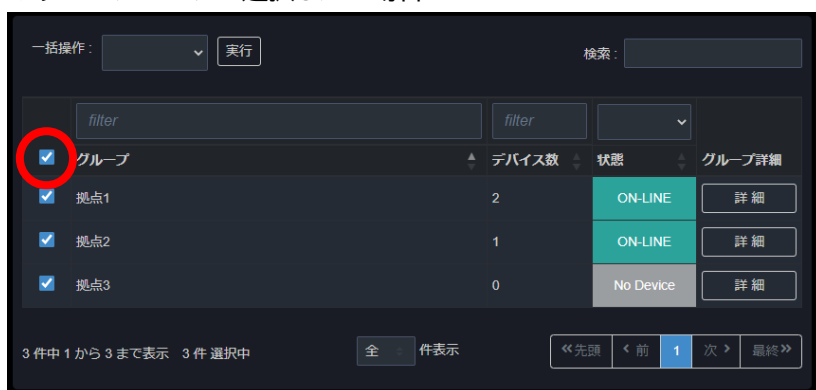 一括操作 : 実行 検索 :
filter filter
グループ デバイス数 状態 グループ詳細
拠点1 2 ON-LINE 詳 細
拠点2 1 ON-LINE 詳 細
拠点3 0 No Device 詳 細
3 件中 1 から 3 まで表示 3 件 選択中 全 件表示 先頭 前 1 次 最終